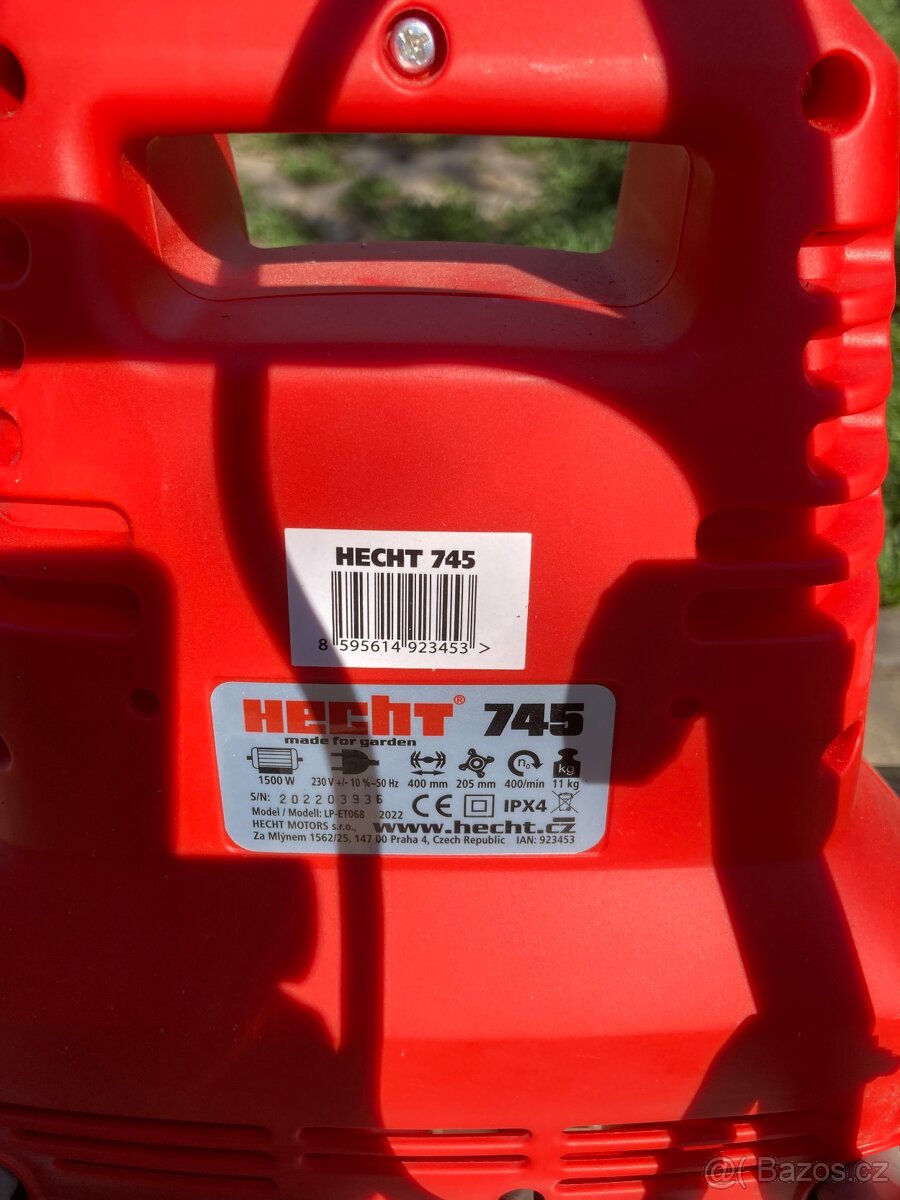 HECHT 745
8 595614 923453 >
HECHT® 745
made for garden
n₀ kg
1500 W 230 V +/- 10 %~50 Hz 400 mm 205 mm 400/min 11 kg
S/N: 202203936 CE IPX4
Model / Modell: LP-ET068 2022
HECHT MOTORS s.r.o., www.hecht.cz
Za Mlýnem 1562/25, 147 00 Praha 4, Czech Republic IAN: 923453
@ Bazos.cz